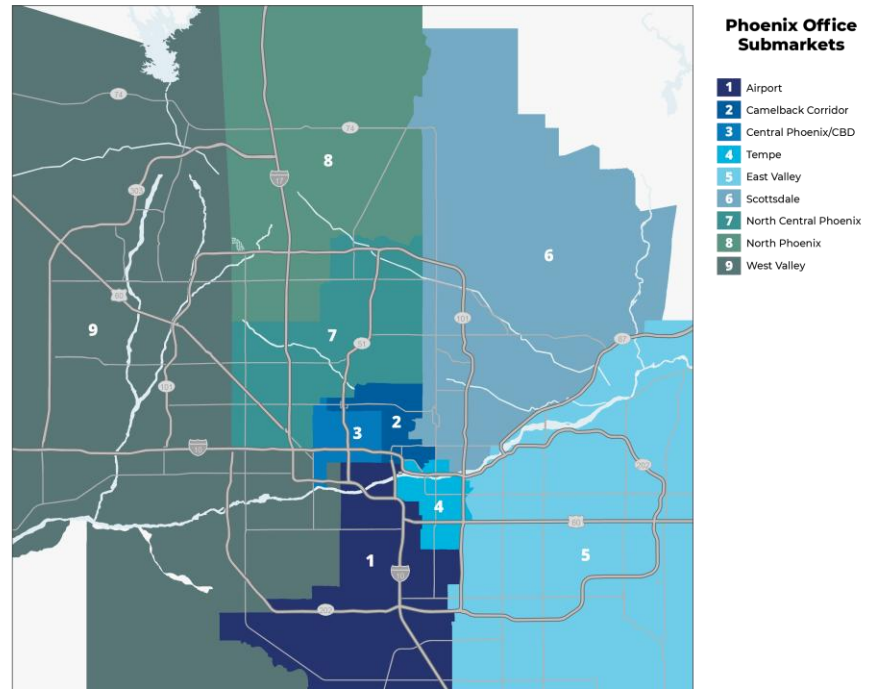 Phoenix Office
Submarkets
1 Airport
2 Camelback Corridor
3 Central Phoenix/CBD
4 Tempe
5 East Valley
6 Scottsdale
7 North Central Phoenix
8 North Phoenix
9 West Valley
74
74
8
17
6
9
101
7
51
87
101
2
3
10
202
4
60
1
5
10
202